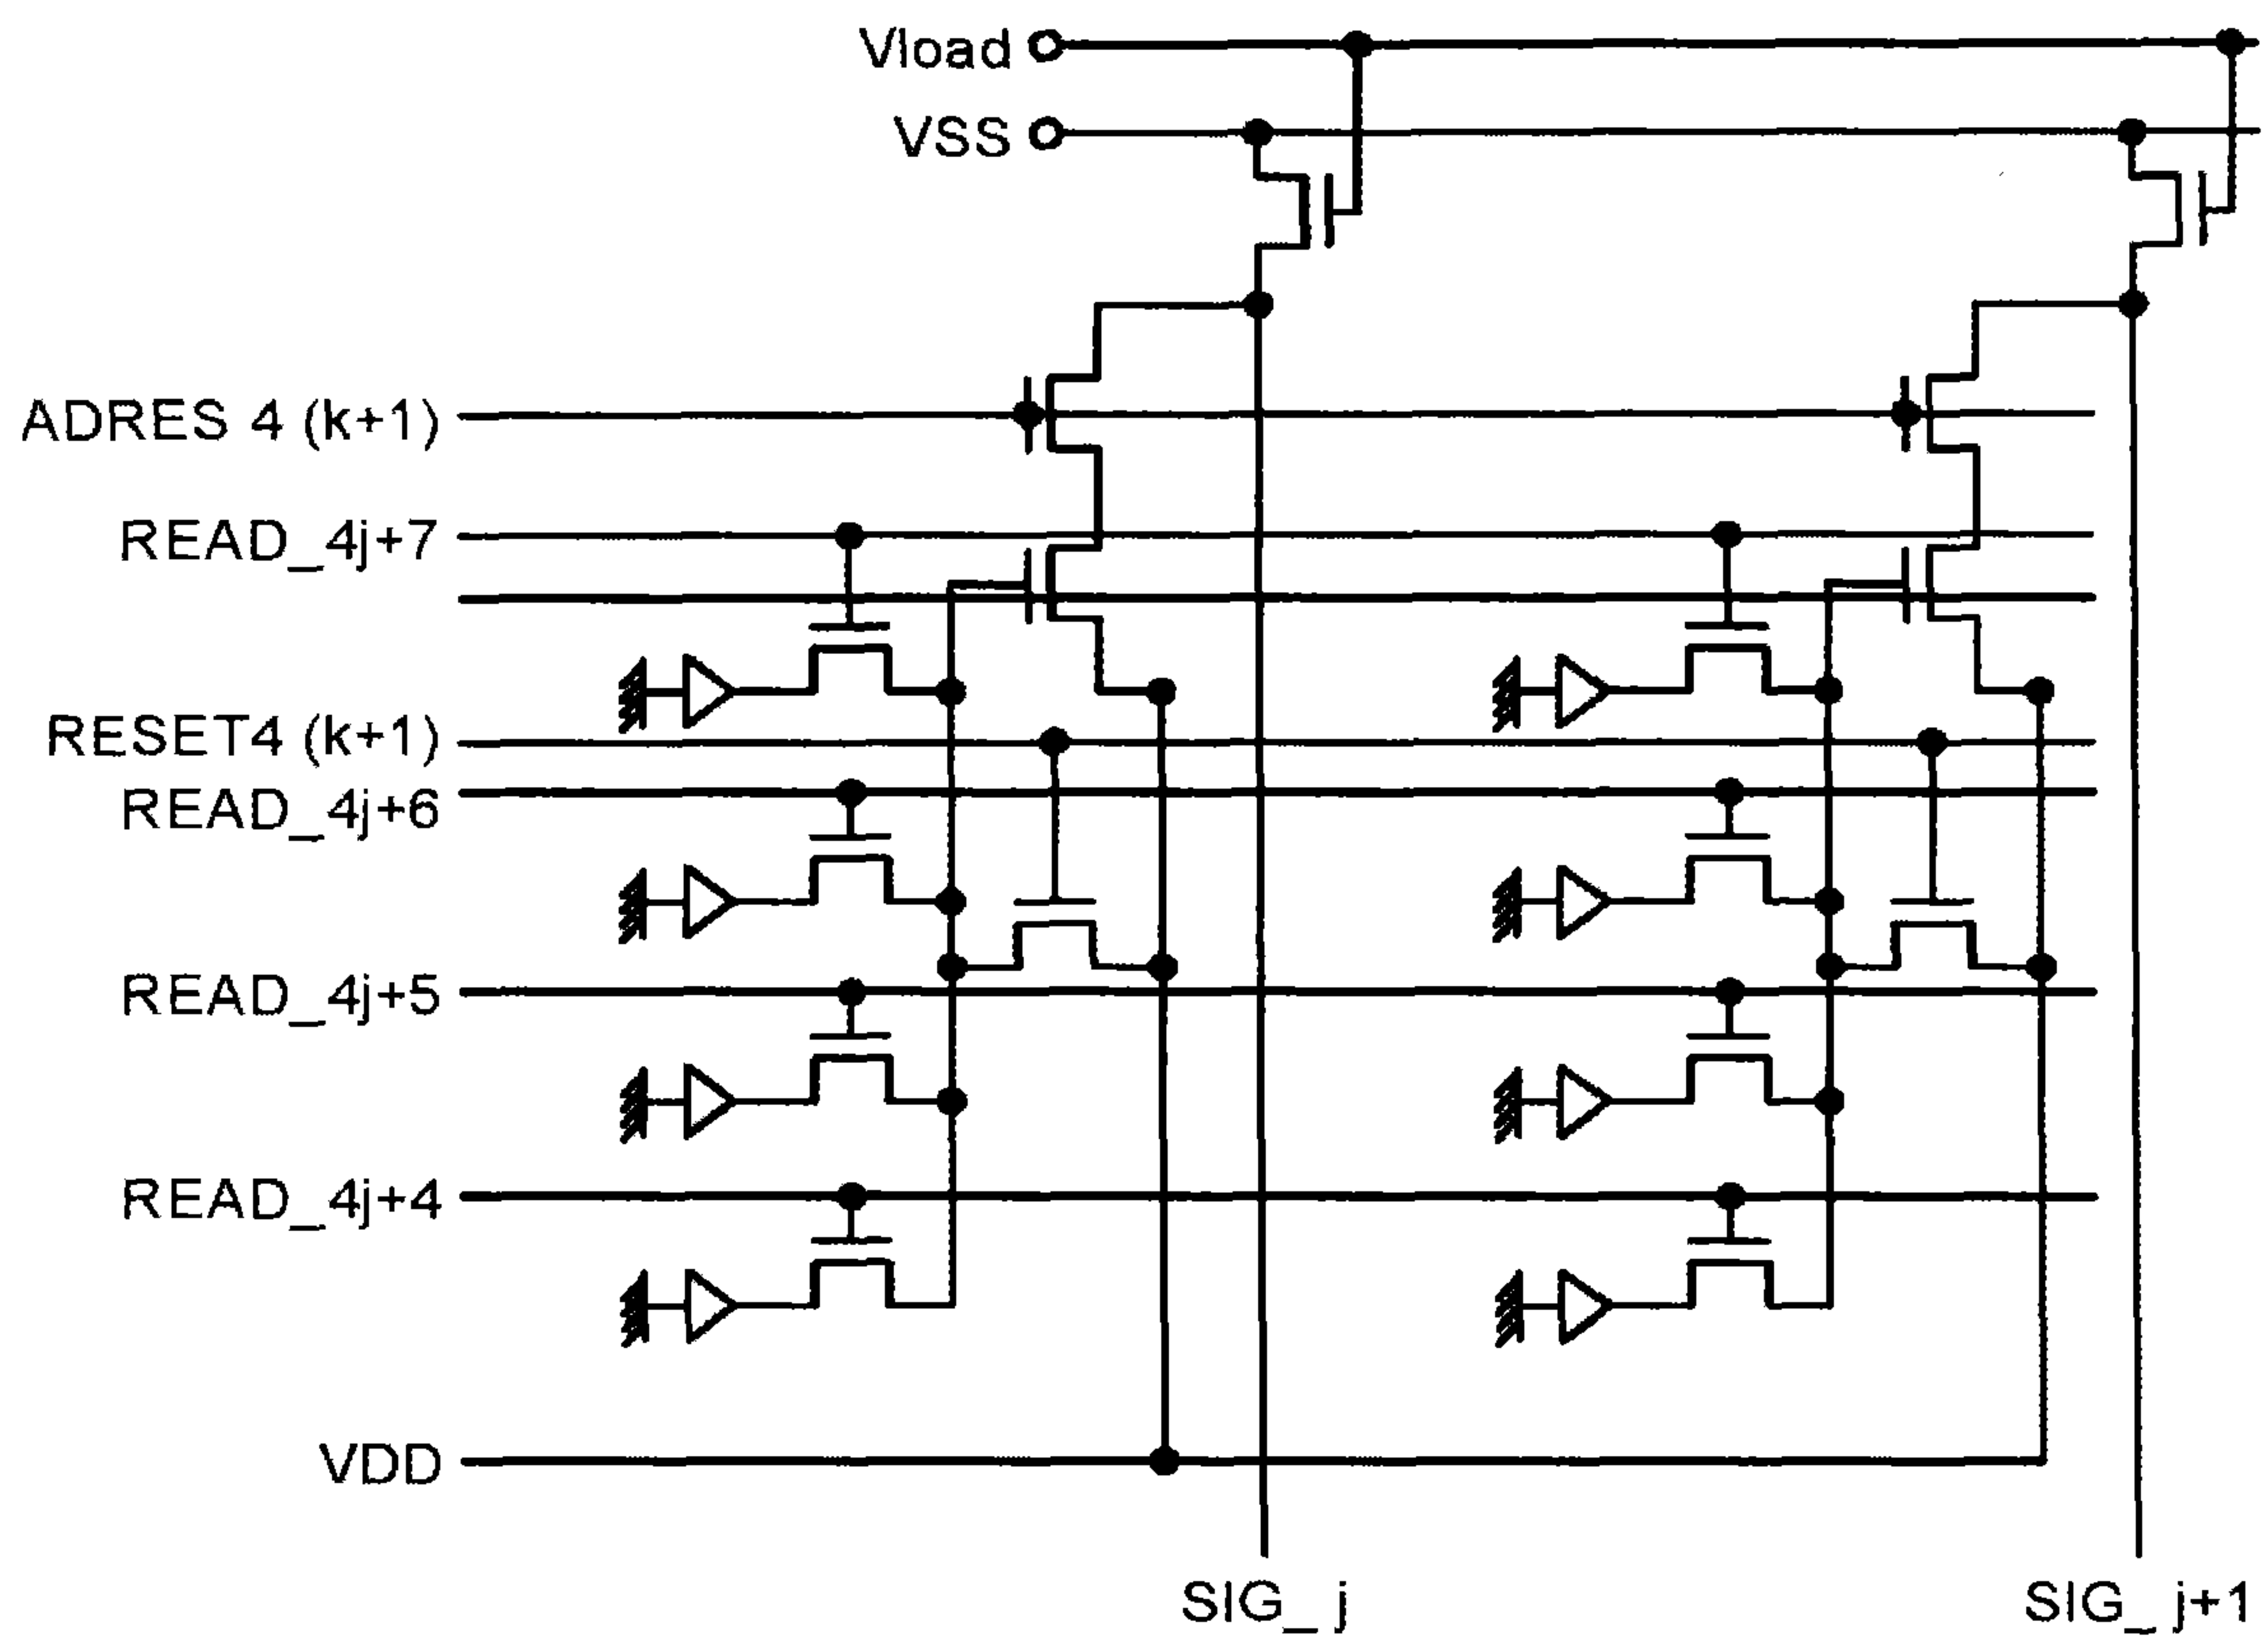 Vload
VSS
ADRES 4 (k+1)
READ_4j+7
RESET4 (k+1)
READ_4j+6
READ_4j+5
READ_4j+4
VDD
SIG_ j
SIG_ j+1